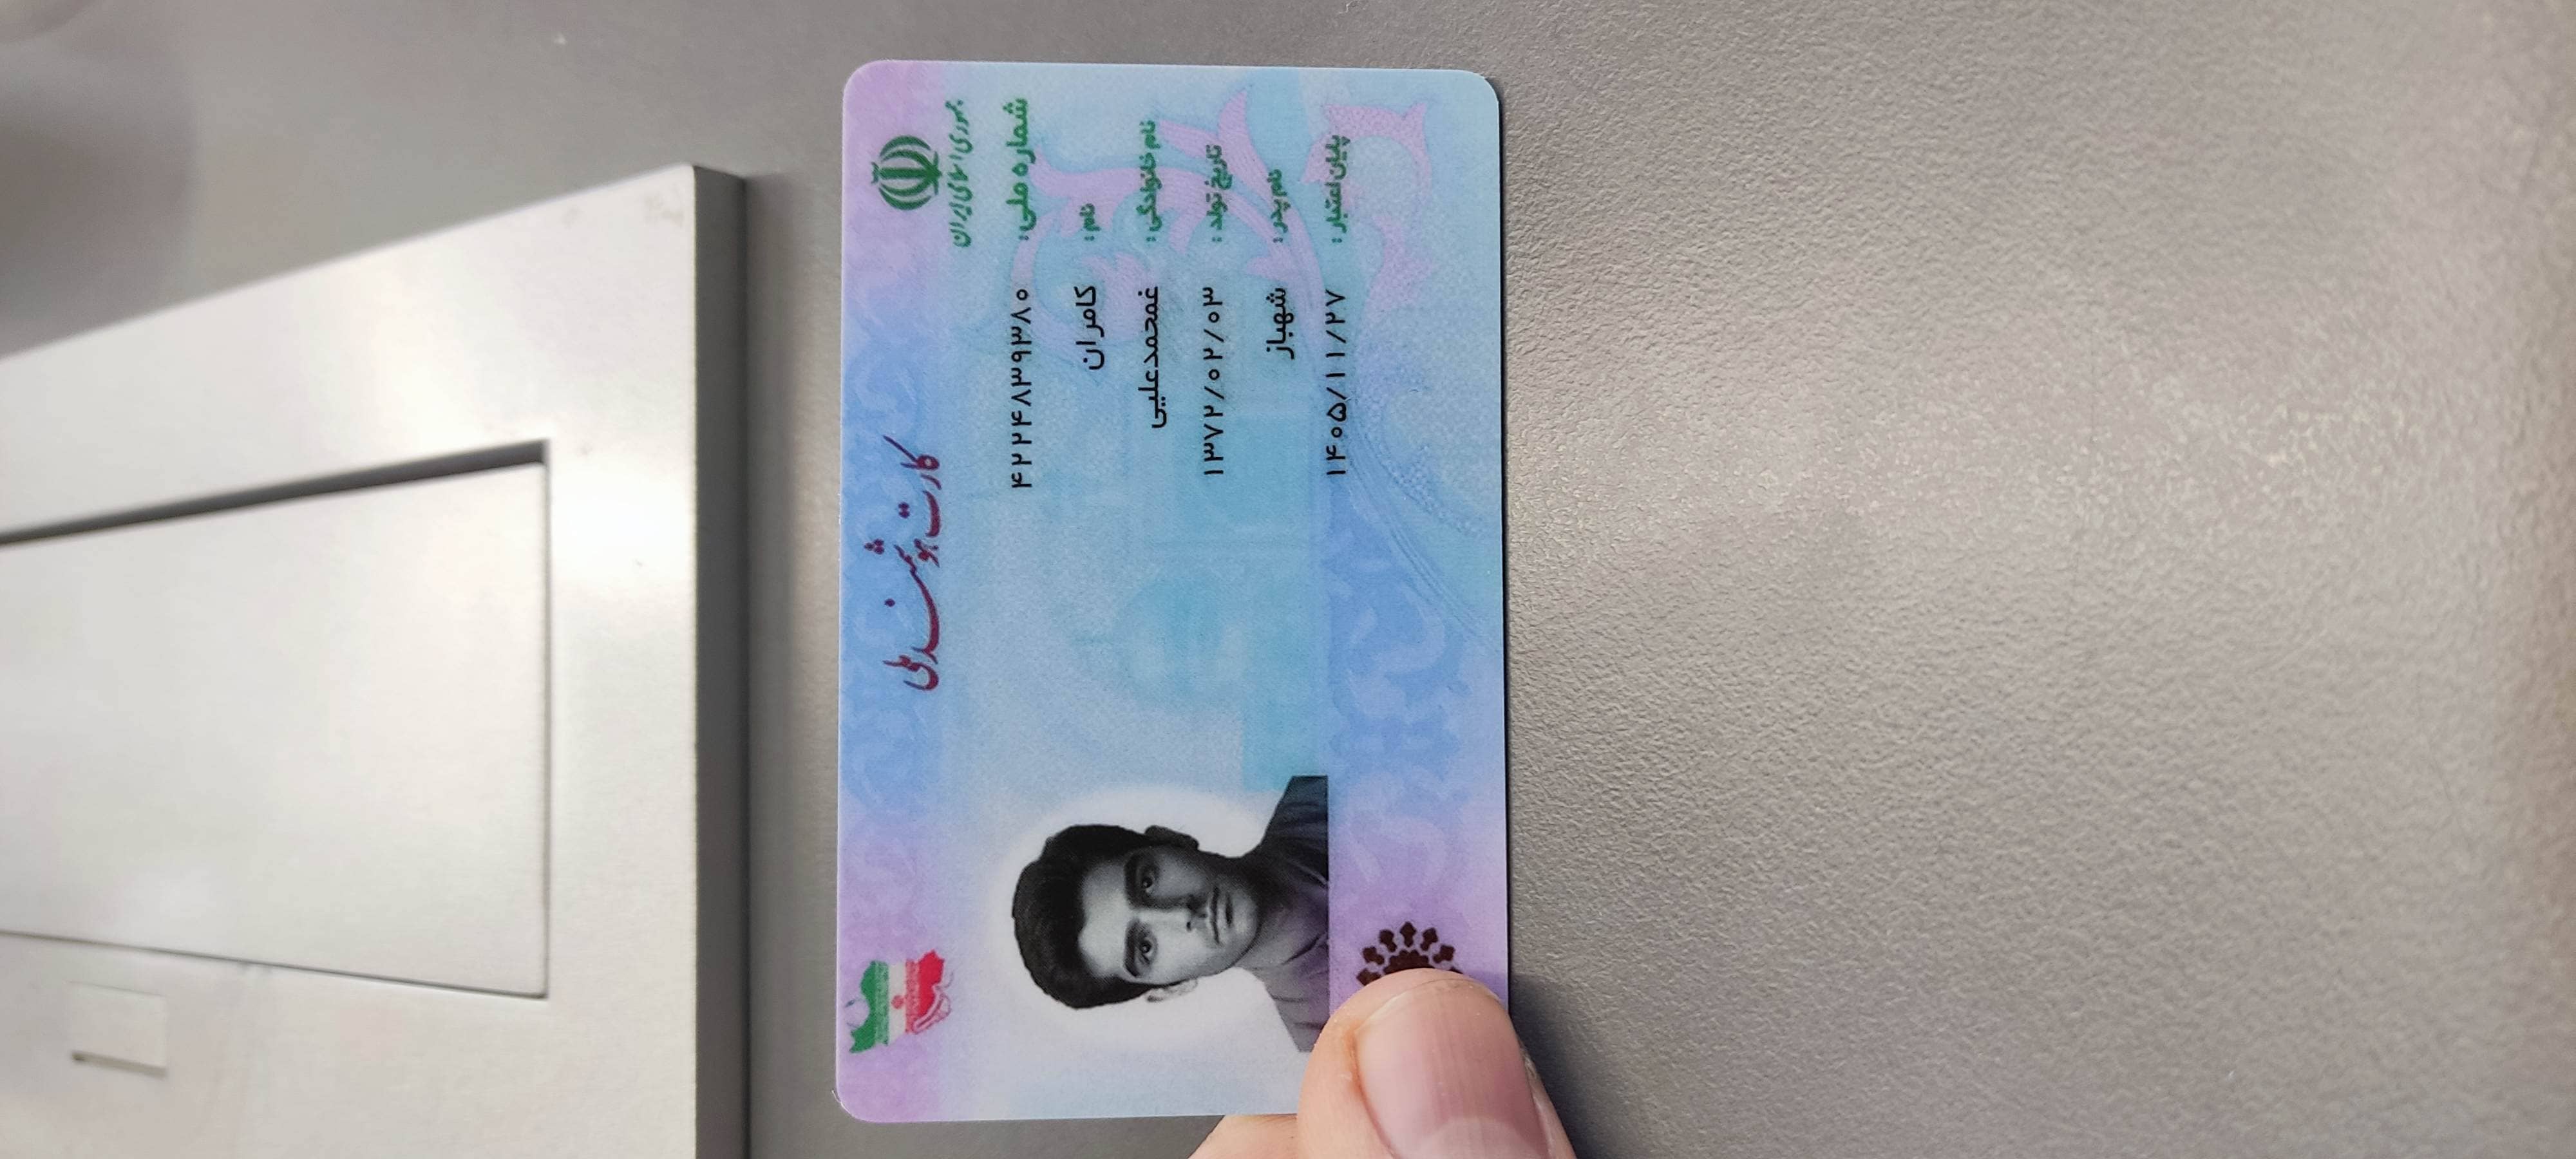 جمهوری اسلامی ایران
کارت هوشمند ملی
شماره ملی: ۴۲۲۴۸۳۹۳۸۰
نام: کامران
نام خانوادگی: غمحمدعلیی
تاریخ تولد: ۱۳۷۲/۰۲/۰۳
نام پدر: شهباز
پایان اعتبار: ۱۴۰۵/۱۱/۲۷